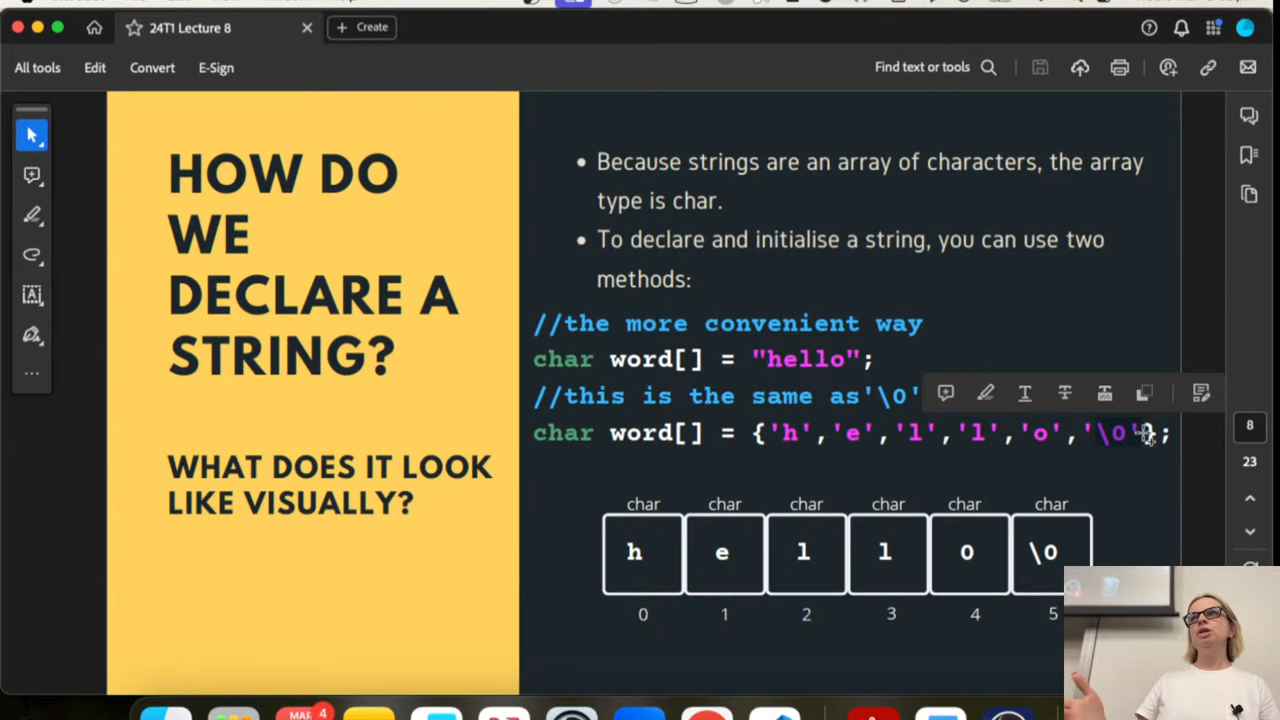 24T1 Lecture 8
Create
All tools
Edit
Convert
E-Sign
Find text or tools
HOW DO
WE
DECLARE A
STRING?
WHAT DOES IT LOOK
LIKE VISUALLY?
• Because strings are an array of characters, the array
type is char.
• To declare and initialise a string, you can use two
methods:
//the more convenient way
char word[] = "hello";
//this is the same as'\0'
char word[] = {'h','e','l','l','o','\0'};
char char char char char char
h e l l o \0
0 1 2 3 4 5
8
23
MAR
4